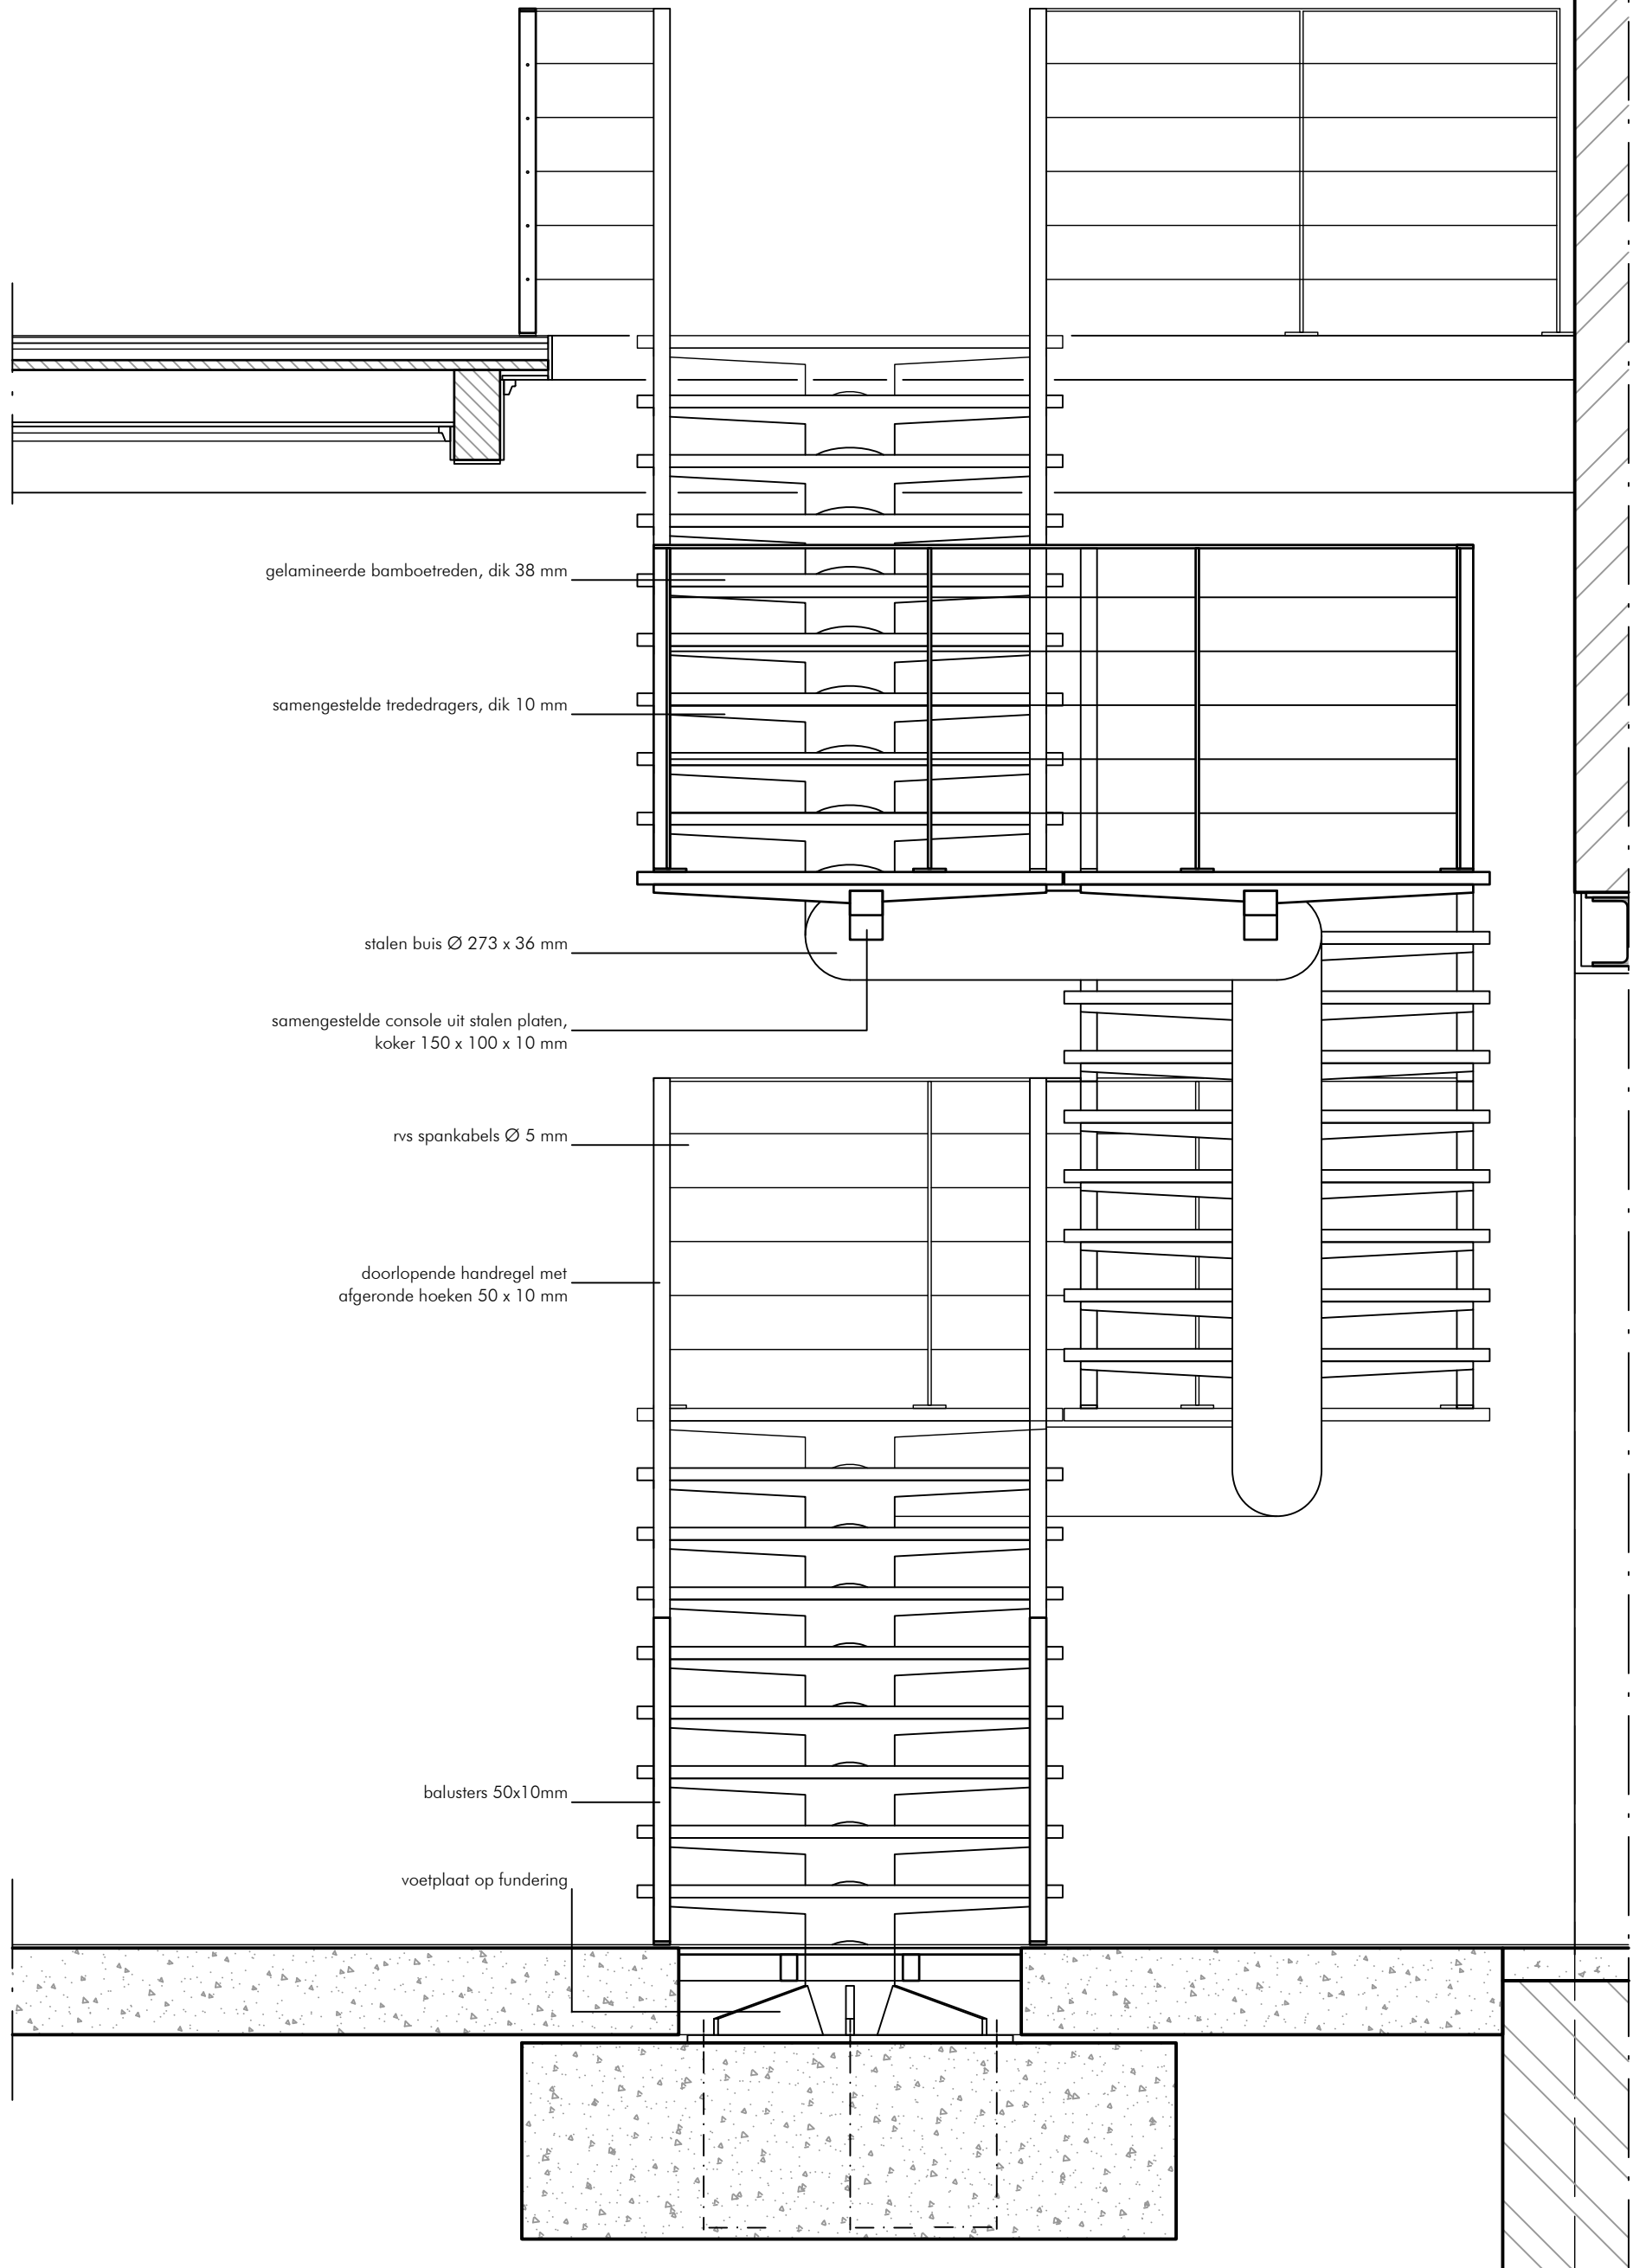 gelamineerde bamboetreden, dik 38 mm
samengestelde trededragers, dik 10 mm
stalen buis Ø 273 x 36 mm
samengestelde console uit stalen platen,
koker 150 x 100 x 10 mm
rvs spankabels Ø 5 mm
doorlopende handregel met
afgeronde hoeken 50 x 10 mm
balusters 50x10mm
voetplaat op fundering